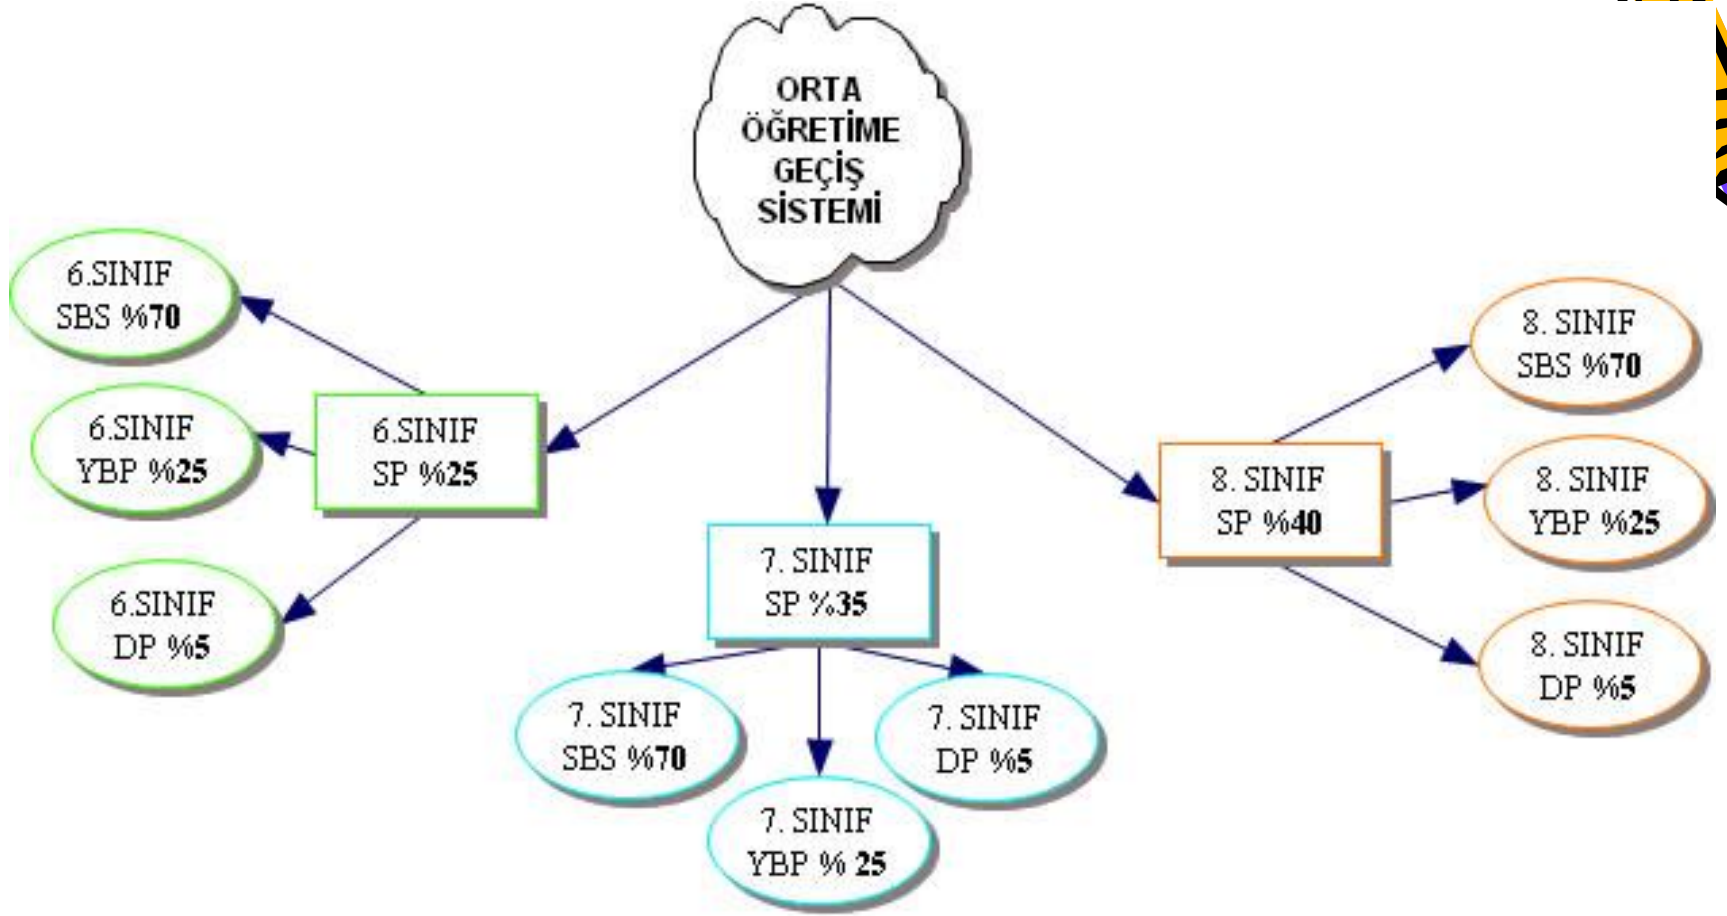 ORTA
ÖĞRETİME
GEÇİŞ
SİSTEMİ
6.SINIF
SBS %70
6.SINIF
YBP %25
6.SINIF
DP %5
6.SINIF
SP %25
7. SINIF
SP %35
7. SINIF
SBS %70
7. SINIF
YBP % 25
7. SINIF
DP %5
8. SINIF
SP %40
8. SINIF
SBS %70
8. SINIF
YBP %25
8. SINIF
DP %5